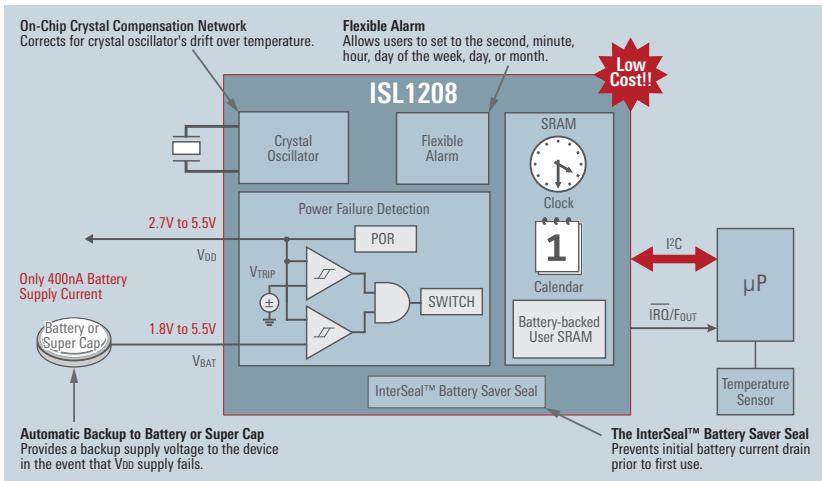 On-Chip Crystal Compensation Network
Corrects for crystal oscillator's drift over temperature.
Flexible Alarm
Allows users to set to the second, minute,
hour, day of the week, day, or month.
Low
Cost!!
ISL1208
Crystal
Oscillator
Flexible
Alarm
SRAM
Clock
1
Calendar
Battery-backed
User SRAM
Power Failure Detection
2.7V to 5.5V
VDD
POR
VTRIP
±
SWITCH
Only 400nA Battery
Supply Current
Battery or
Super Cap
1.8V to 5.5V
VBAT
I²C
µP
IRQ/FOUT
Temperature
Sensor
InterSeal™ Battery Saver Seal
Automatic Backup to Battery or Super Cap
Provides a backup supply voltage to the device
in the event that VDD supply fails.
The InterSeal™ Battery Saver Seal
Prevents initial battery current drain
prior to first use.